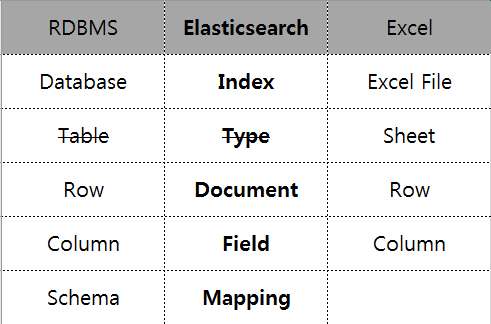 RDBMS Elasticsearch Excel
Database Index Excel File
Table Type Sheet
Row Document Row
Column Field Column
Schema Mapping